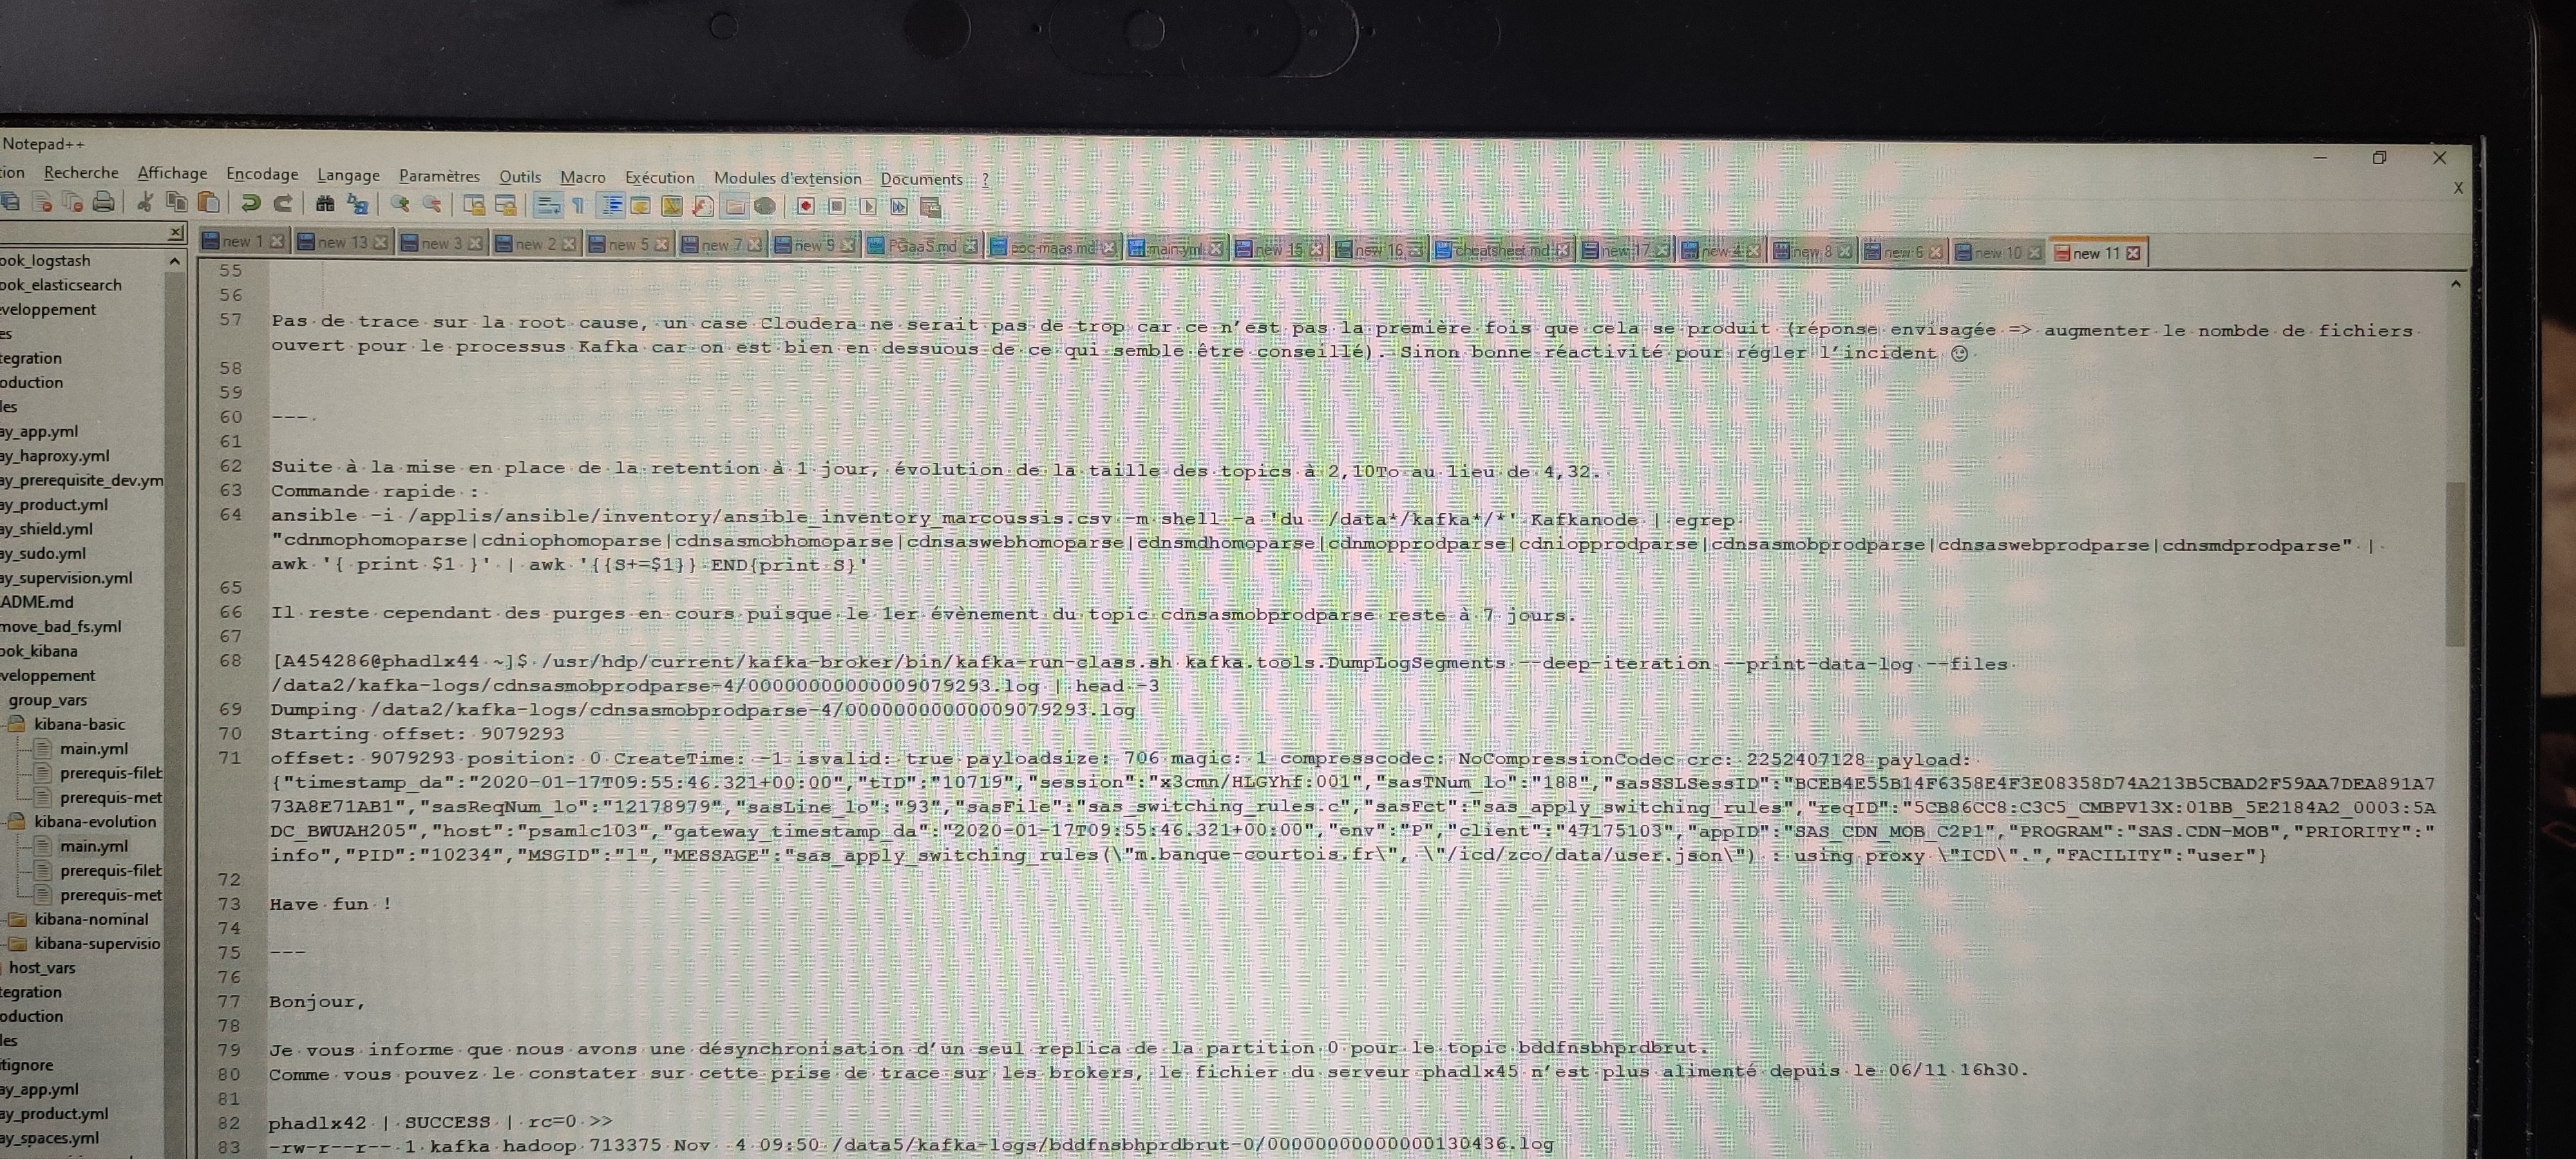 Notepad++
Recherche Affichage Encodage Langage Paramètres Outils Macro Exécution Modules d'extension Documents ?
X
new 1 new 13 new 3 new 2 new 5 new 7 new 9 PGaaS.md poc-maas.md main.yml new 15 new 16 cheatsheet.md new 17 new 4 new 8 new 6 new 10 new 11
ook_logstash
ook_elasticsearch
veloppement
es
tegration
oduction
les
ay_app.yml
ay_haproxy.yml
ay_prerequisite_dev.ym
ay_product.yml
ay_shield.yml
ay_sudo.yml
ay_supervision.yml
ADME.md
move_bad_fs.yml
ook_kibana
veloppement
group_vars
kibana-basic
main.yml
prerequis-fileb
prerequis-met
kibana-evolution
main.yml
prerequis-fileb
prerequis-met
kibana-nominal
kibana-supervisio
host_vars
tegration
oduction
les
itignore
ay_app.yml
ay_product.yml
ay_spaces.yml
55
56
57 Pas de trace sur la root cause, un case Cloudera ne serait pas de trop car ce n'est pas la première fois que cela se produit (réponse envisagée => augmenter le nombde de fichiers
ouvert pour le processus Kafka car on est bien en dessuous de ce qui semble être conseillé). Sinon bonne réactivité pour régler l'incident 😉
58
59
60 ---
61
62 Suite à la mise en place de la retention à 1 jour, évolution de la taille des topics à 2,10To au lieu de 4,32.
63 Commande rapide :
64 ansible -i /applis/ansible/inventory/ansible_inventory_marcoussis.csv -m shell -a 'du /data*/kafka*/*' Kafkanode | egrep
"cdnmophomoparse|cdniophomoparse|cdnsasmobhomoparse|cdnsaswebhomoparse|cdnsmdhomoparse|cdnmopprodparse|cdniopprodparse|cdnsasmobprodparse|cdnsaswebprodparse|cdnsmdprodparse" |
awk '{ print $1 }' | awk '{{S+=$1}} END{print S}'
65
66 Il reste cependant des purges en cours puisque le 1er évènement du topic cdnsasmobprodparse reste à 7 jours.
67
68 [A454286@phadlx44 ~]$ /usr/hdp/current/kafka-broker/bin/kafka-run-class.sh kafka.tools.DumpLogSegments --deep-iteration --print-data-log --files
/data2/kafka-logs/cdnsasmobprodparse-4/00000000000009079293.log | head -3
69 Dumping /data2/kafka-logs/cdnsasmobprodparse-4/00000000000009079293.log
70 Starting offset: 9079293
71 offset: 9079293 position: 0 CreateTime: -1 isvalid: true payloadsize: 706 magic: 1 compresscodec: NoCompressionCodec crc: 2252407128 payload:
{"timestamp_da":"2020-01-17T09:55:46.321+00:00","tID":"10719","session":"x3cmn/HLGYhf:001","sasTNum_lo":"188","sasSSLSessID":"BCEB4E55B14F6358E4F3E08358D74A213B5CBAD2F59AA7DEA891A7
73A8E71AB1","sasReqNum_lo":"12178979","sasLine_lo":"93","sasFile":"sas_switching_rules.c","sasFct":"sas_apply_switching_rules","reqID":"5CB86CC8:C3C5_CMBPV13X:01BB_5E2184A2_0003:5A
DC_BWUAH205","host":"psamlc103","gateway_timestamp_da":"2020-01-17T09:55:46.321+00:00","env":"P","client":"47175103","appID":"SAS_CDN_MOB_C2P1","PROGRAM":"SAS.CDN-MOB","PRIORITY":"
info","PID":"10234","MSGID":"1","MESSAGE":"sas_apply_switching_rules(\"m.banque-courtois.fr\", \"/icd/zco/data/user.json\") : using proxy \"ICD\".","FACILITY":"user"}
72
73 Have fun !
74
75 ---
76
77 Bonjour,
78
79 Je vous informe que nous avons une désynchronisation d'un seul replica de la partition 0 pour le topic bddfnsbhprdbrut.
80 Comme vous pouvez le constater sur cette prise de trace sur les brokers, le fichier du serveur phadlx45 n'est plus alimenté depuis le 06/11 16h30.
81
82 phadlx42 | SUCCESS | rc=0 >>
83 -rw-r--r-- 1 kafka hadoop 713375 Nov 4 09:50 /data5/kafka-logs/bddfnsbhprdbrut-0/00000000000000130436.log